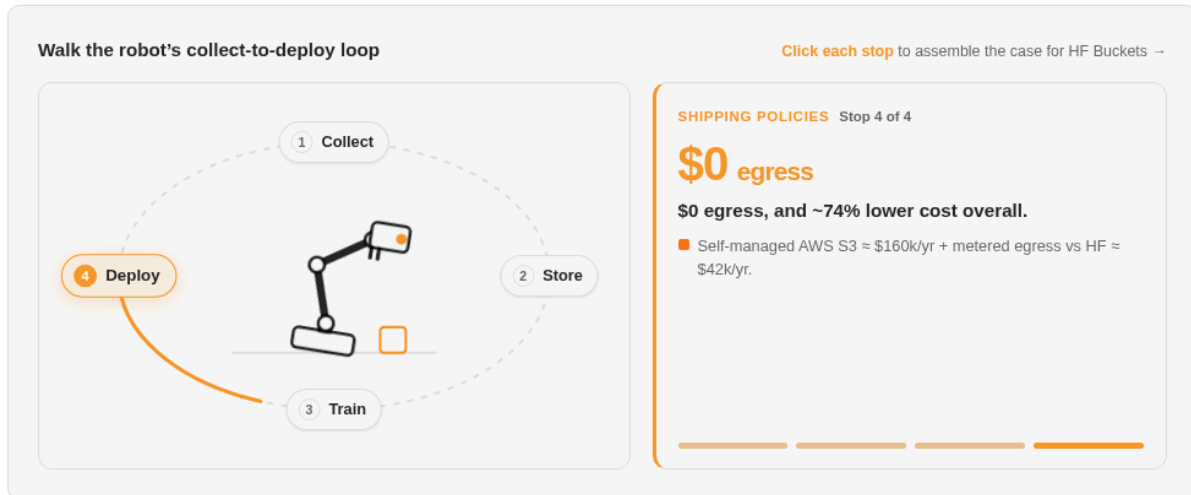 Walk the robot’s collect-to-deploy loop
Click each stop to assemble the case for HF Buckets →
1 Collect
2 Store
3 Train
4 Deploy
SHIPPING POLICIES Stop 4 of 4
$0 egress
$0 egress, and ~74% lower cost overall.
Self-managed AWS S3 ≈ $160k/yr + metered egress vs HF ≈
$42k/yr.